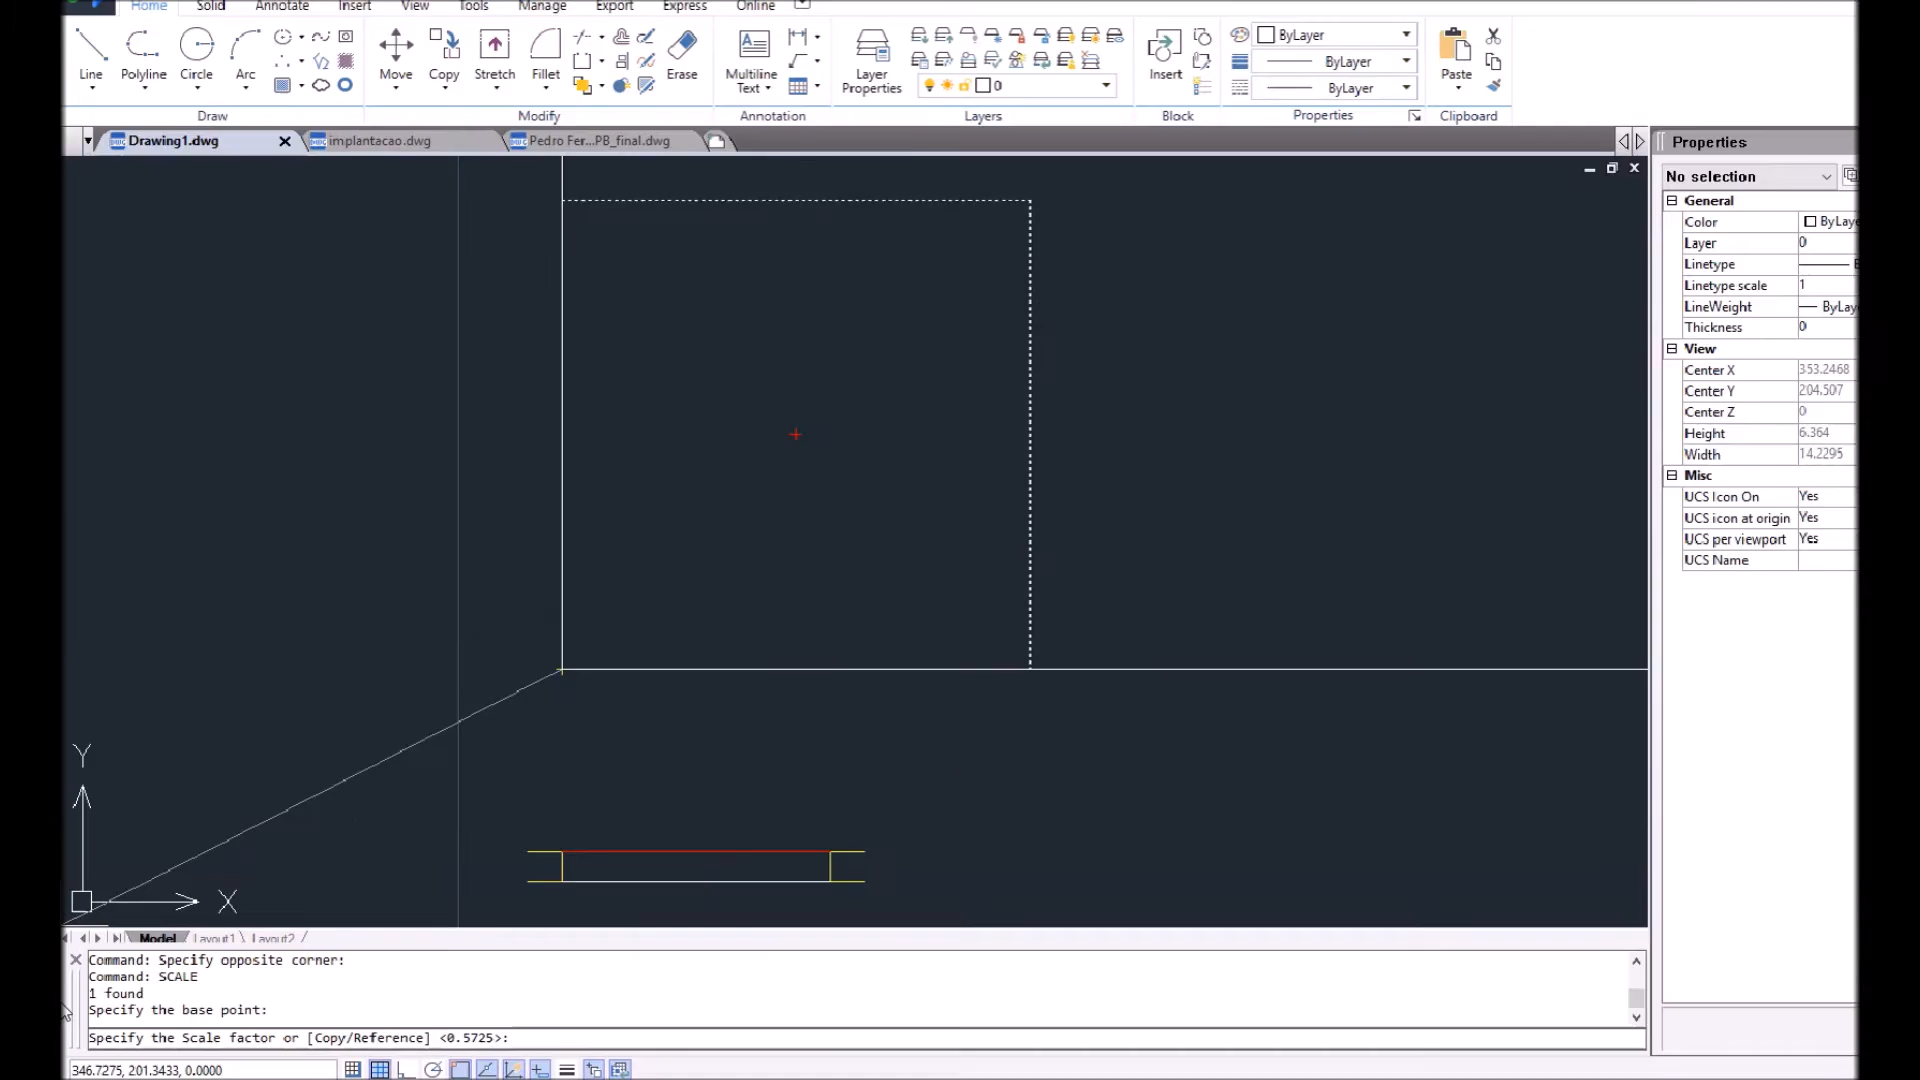 Home Solid Annotate Insert View Tools Manage Export Express Online
Line Polyline Circle Arc Move Copy Stretch Fillet Erase Multiline Text Layer Properties 0 Insert ByLayer ByLayer ByLayer Paste
Draw Modify Annotation Layers Block Properties Clipboard
Drawing1.dwg implantacao.dwg Pedro Fer...PB_final.dwg
Properties
No selection
General
Color ByLaye
Layer 0
Linetype
Linetype scale 1
LineWeight ByLay
Thickness 0
View
Center X 353.2468
Center Y 204.507
Center Z 0
Height 6.364
Width 14.2295
Misc
UCS Icon On Yes
UCS icon at origin Yes
UCS per viewport Yes
UCS Name
Y
X
Model Layout1 Layout2
Command: Specify opposite corner:
Command: SCALE
1 found
Specify the base point:
Specify the Scale factor or [Copy/Reference] <0.5725>:
346.7275, 201.3433, 0.0000